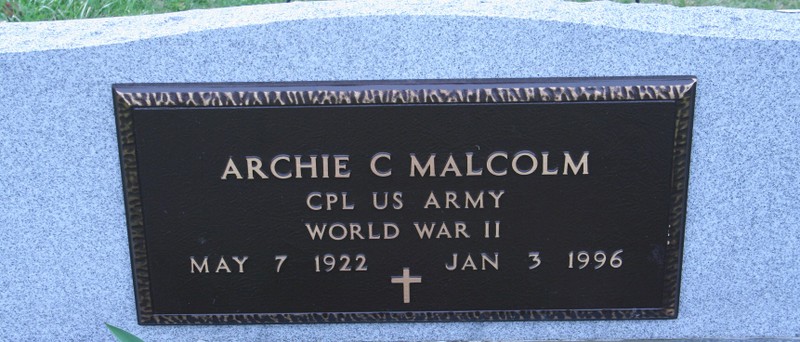 ARCHIE C MALCOLM
CPL US ARMY
WORLD WAR II
MAY 7 1922 JAN 3 1996